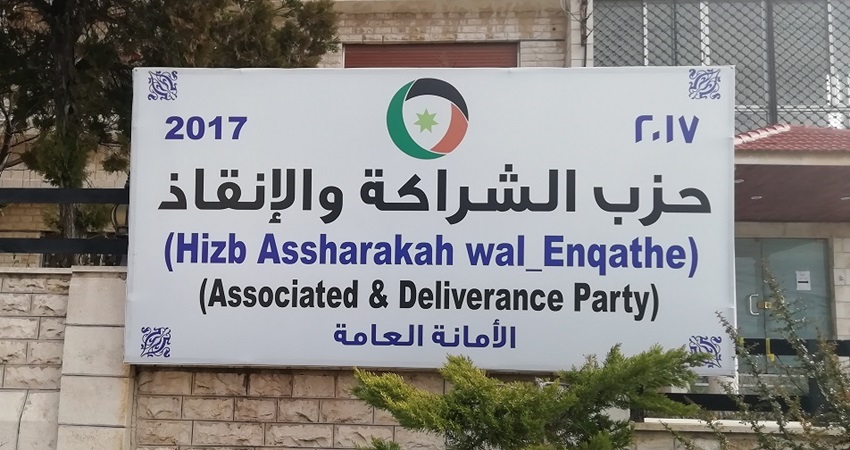 2017 ٢٠١٧
حزب الشراكة والإنقاذ
(Hizb Assharakah wal_Enqathe)
(Associated & Deliverance Party)
الأمانة العامة